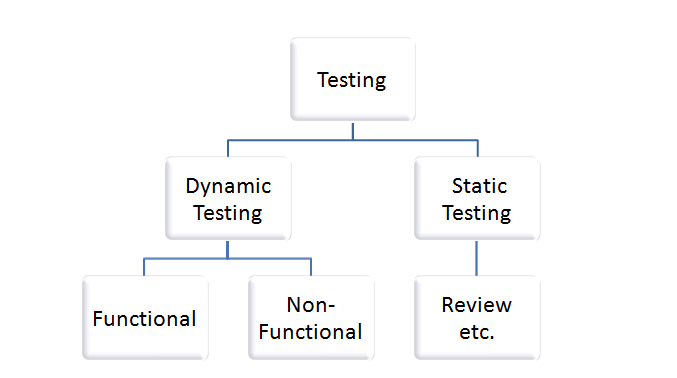 Testing
Dynamic
Testing
Static
Testing
Functional
Non-
Functional
Review
etc.